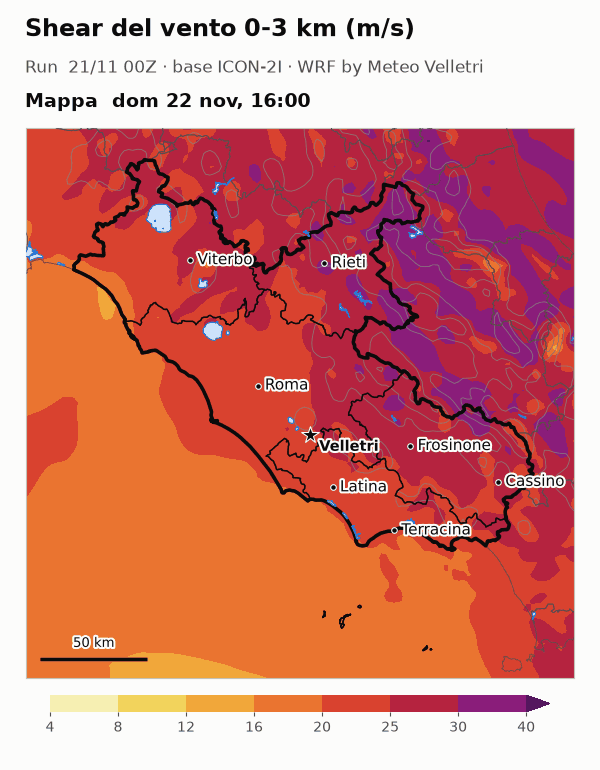 Shear del vento 0-3 km (m/s)
Run  21/11 00Z · base ICON-2I · WRF by Meteo Velletri
Mappa  dom 22 nov, 16:00
Viterbo
Rieti
Roma
Velletri
Frosinone
Latina
Cassino
Terracina
50 km
4 8 12 16 20 25 30 40